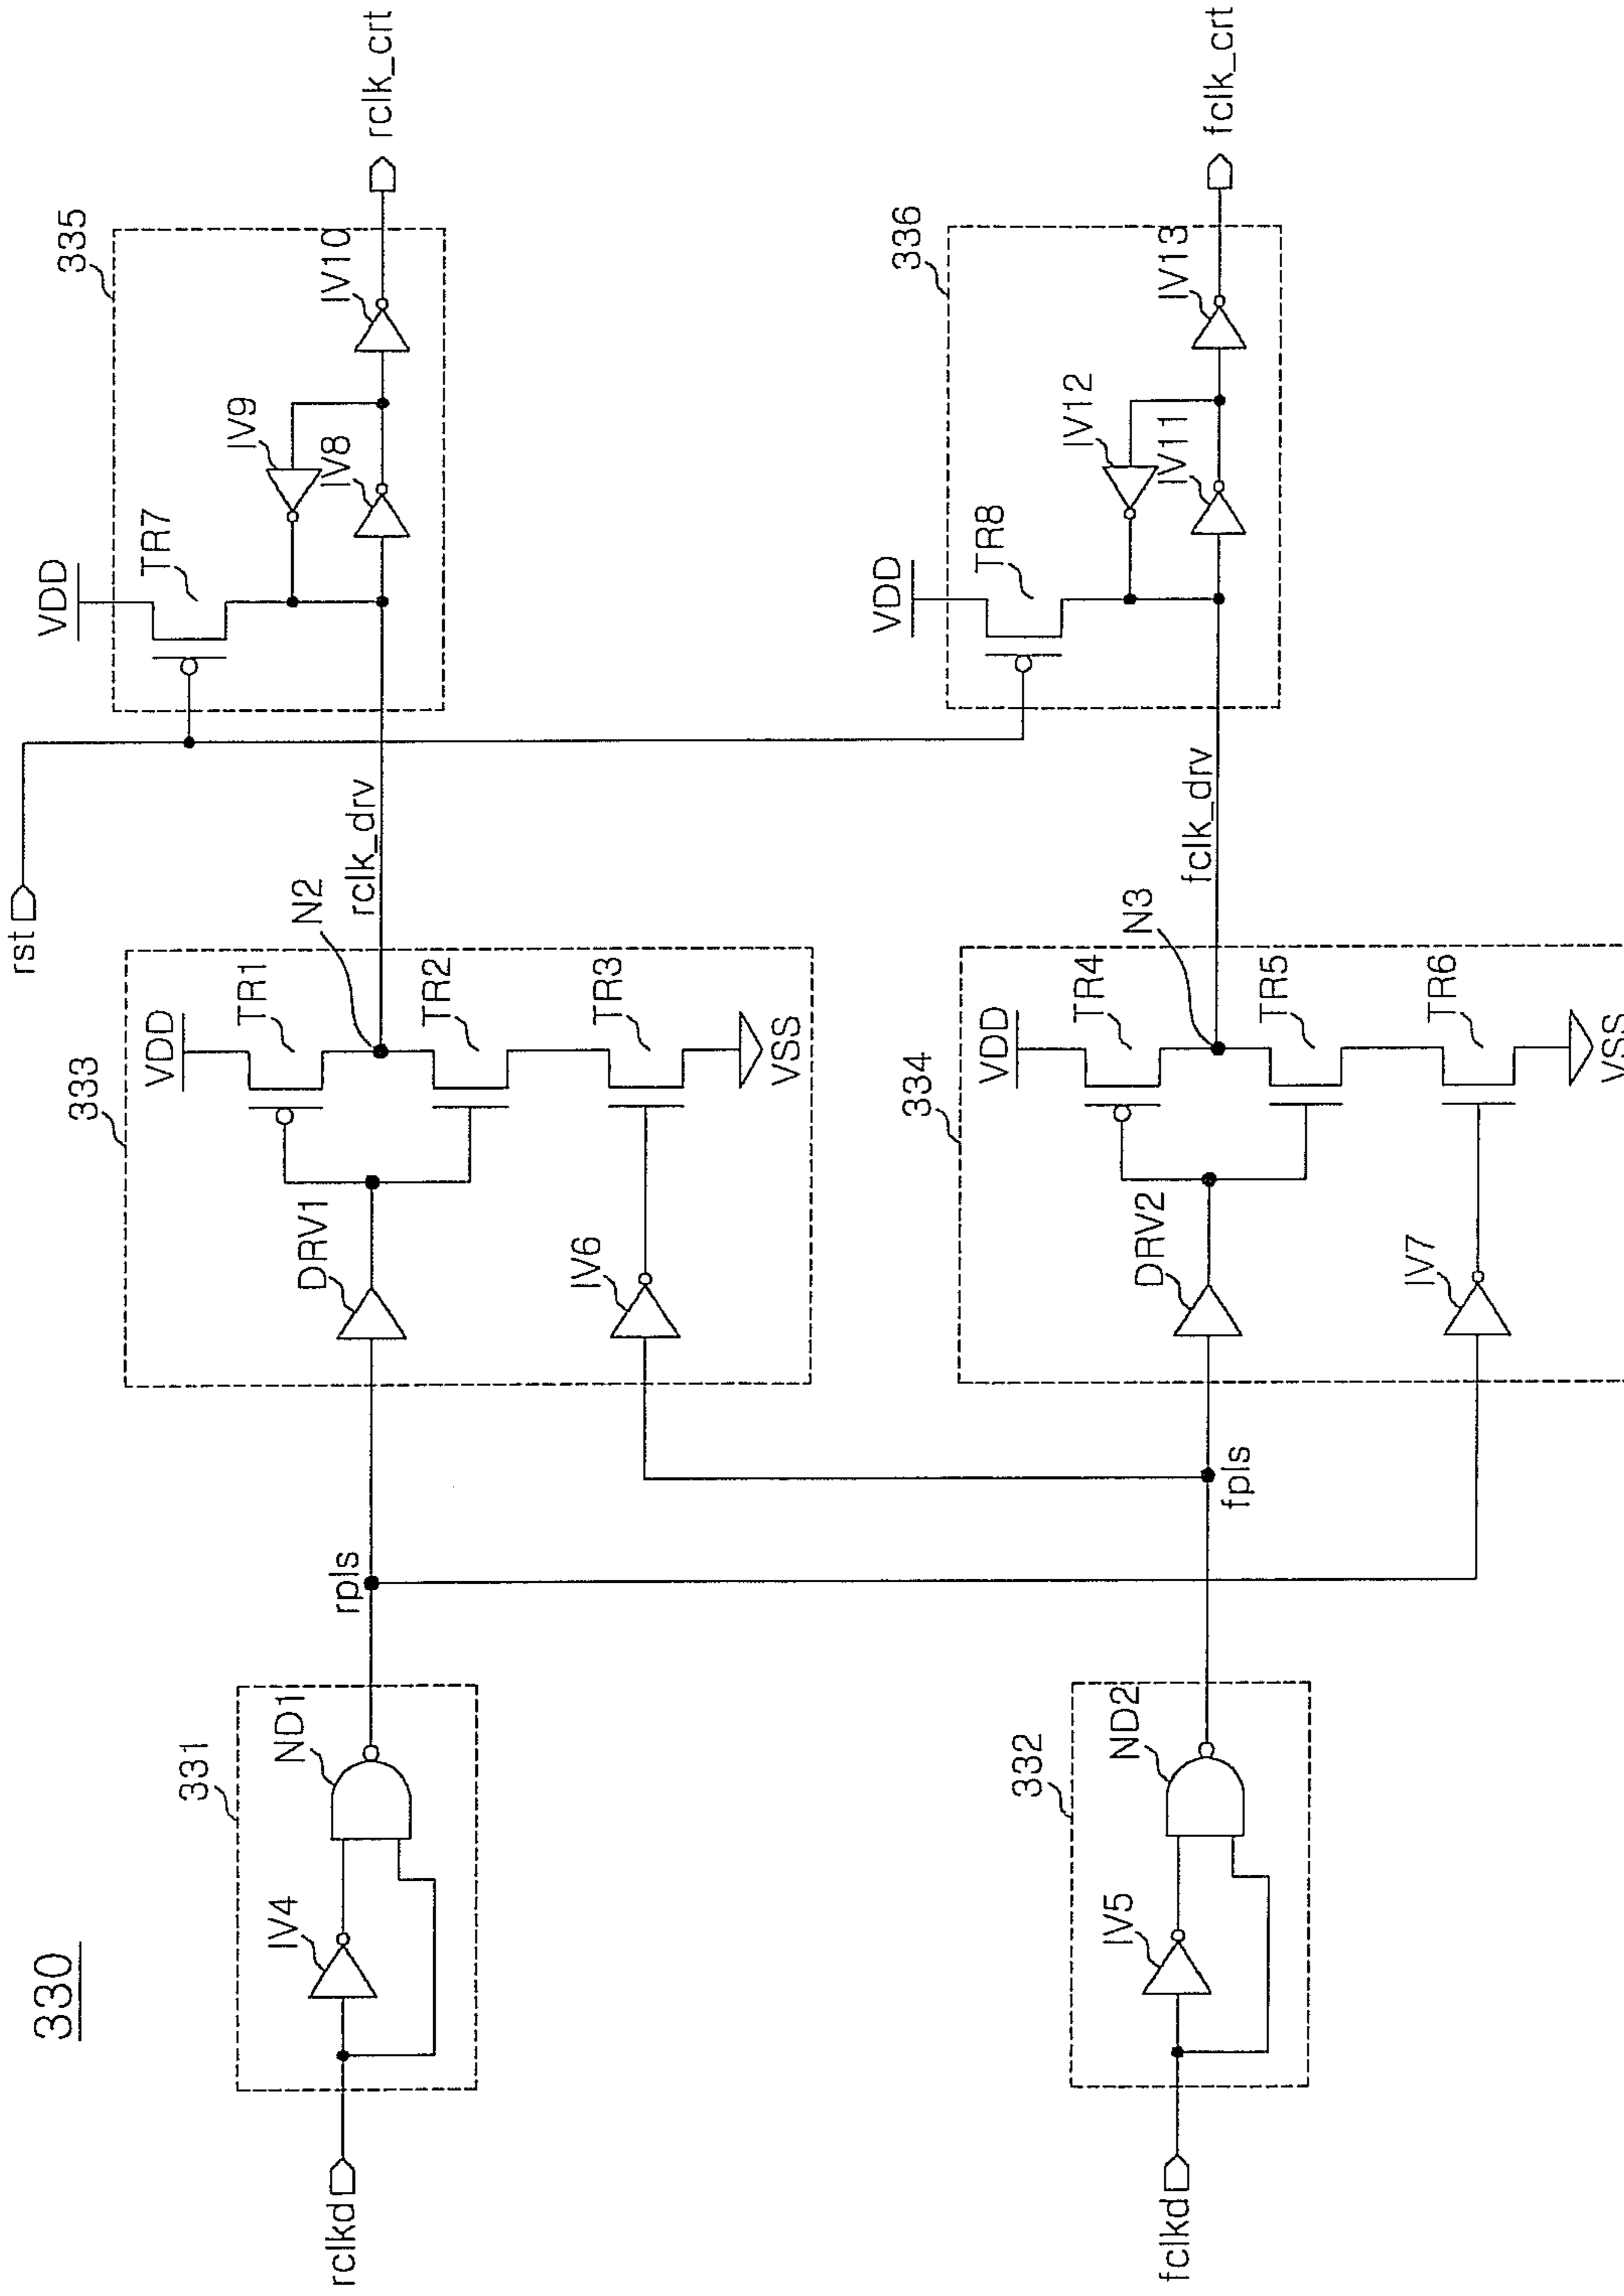 330
rclkd
331
IV4
ND1
rpls
333
DRV1
IV6
VDD
TR1
TR2
TR3
VSS
N2
rclk_drv
rst
335
VDD
TR7
IV9
IV8
IV10
rclk_crt
fclkd
332
IV5
ND2
fpls
334
DRV2
IV7
VDD
TR4
TR5
TR6
VSS
N3
fclk_drv
336
VDD
TR8
IV12
IV11
IV13
fclk_crt